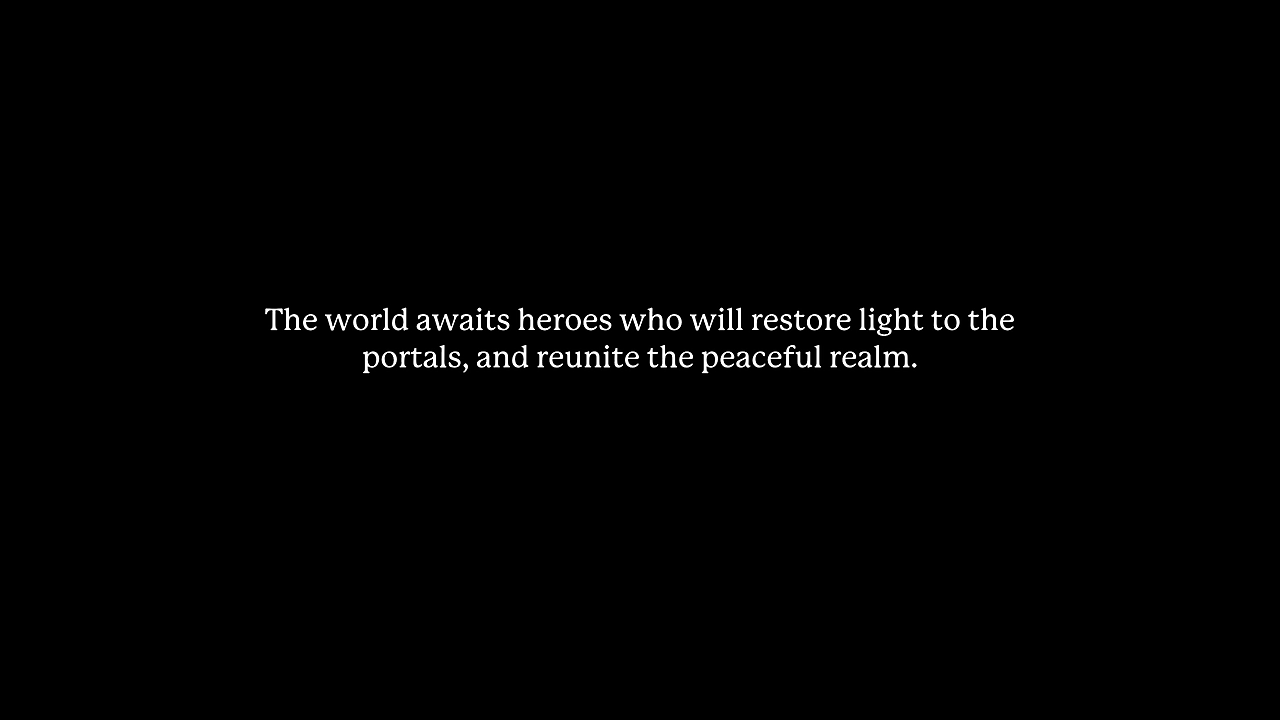 The world awaits heroes who will restore light to the
portals, and reunite the peaceful realm.